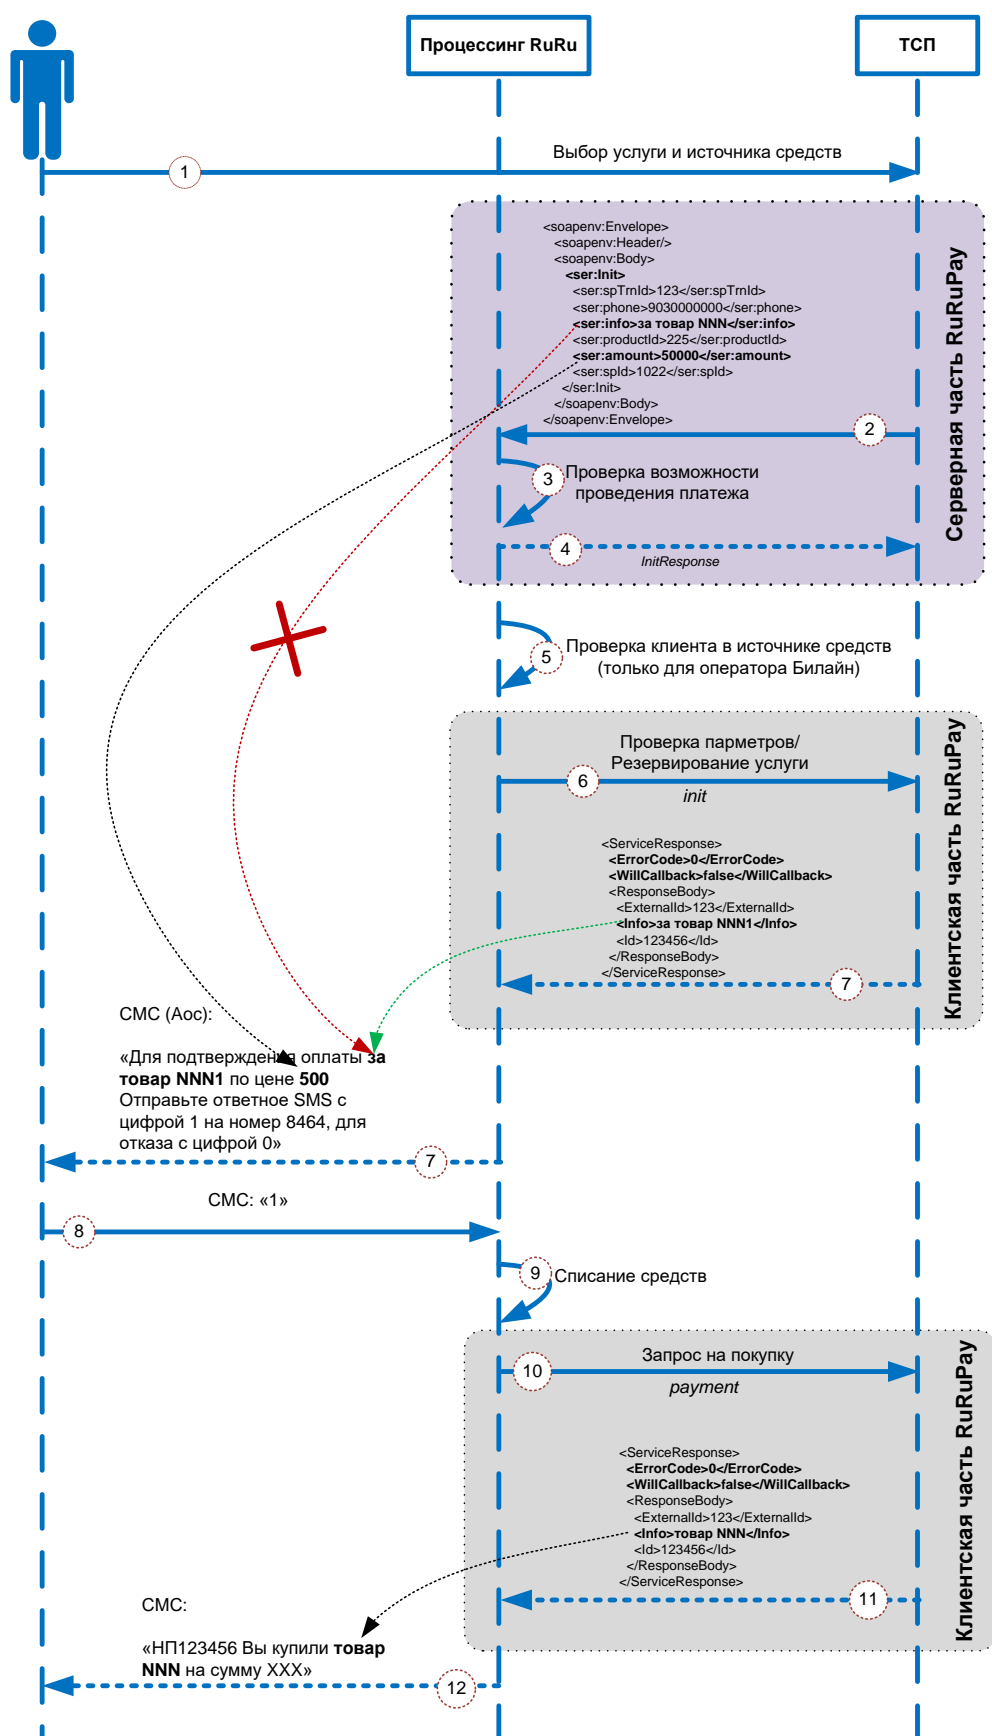 Процессинг RuRu
ТСП
Выбор услуги и источника средств
1
<soapenv:Envelope>
<soapenv:Header/>
<soapenv:Body>
<ser:Init>
<ser:spTrnId>123</ser:spTrnId>
<ser:phone>9030000000</ser:phone>
<ser:info>за товар NNN</ser:info>
<ser:productId>225</ser:productId>
<ser:amount>50000</ser:amount>
<ser:spId>1022</ser:spId>
</ser:Init>
</soapenv:Body>
</soapenv:Envelope>
2
3
Проверка возможности
проведения платежа
4
InitResponse
Серверная часть RuRuPay
5
Проверка клиента в источнике средств
(только для оператора Билайн)
Проверка парметров/
Резервирование услуги
6
init
<ServiceResponse>
<ErrorCode>0</ErrorCode>
<WillCallback>false</WillCallback>
<ResponseBody>
<ExternalId>123</ExternalId>
<Info>за товар NNN1</Info>
<Id>123456</Id>
</ResponseBody>
</ServiceResponse>
7
Клиентская часть RuRuPay
СМС (Аос):
«Для подтверждения оплаты за
товар NNN1 по цене 500
Отправьте ответное SMS с
цифрой 1 на номер 8464, для
отказа с цифрой 0»
7
СМС: «1»
8
9
Списание средств
Запрос на покупку
10
payment
<ServiceResponse>
<ErrorCode>0</ErrorCode>
<WillCallback>false</WillCallback>
<ResponseBody>
<ExternalId>123</ExternalId>
<Info>товар NNN</Info>
<Id>123456</Id>
</ResponseBody>
</ServiceResponse>
11
Клиентская часть RuRuPay
СМС:
«НП123456 Вы купили товар
NNN на сумму XXX»
12